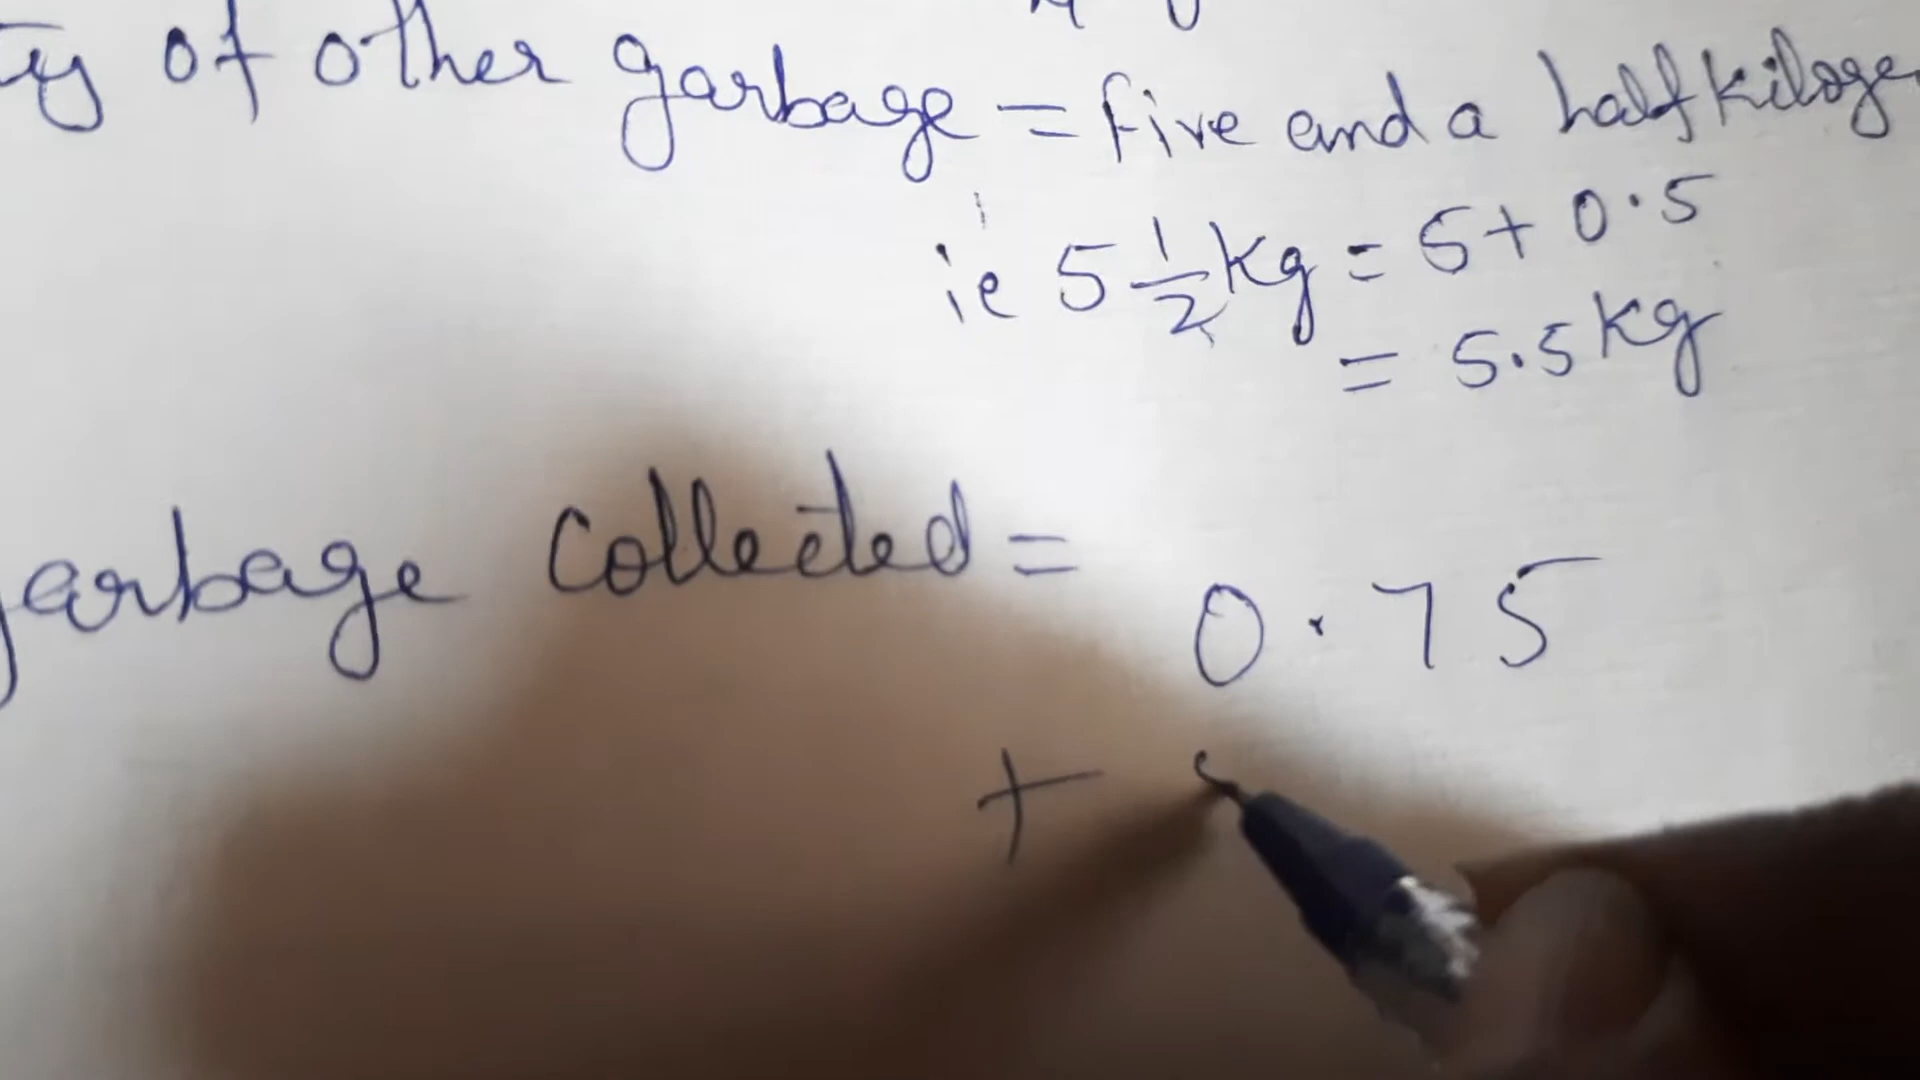 of other garbage = five and a half
ie 5 1/2 kg = 5 + 0.5
= 5.5 kg
collected = 0.75
+